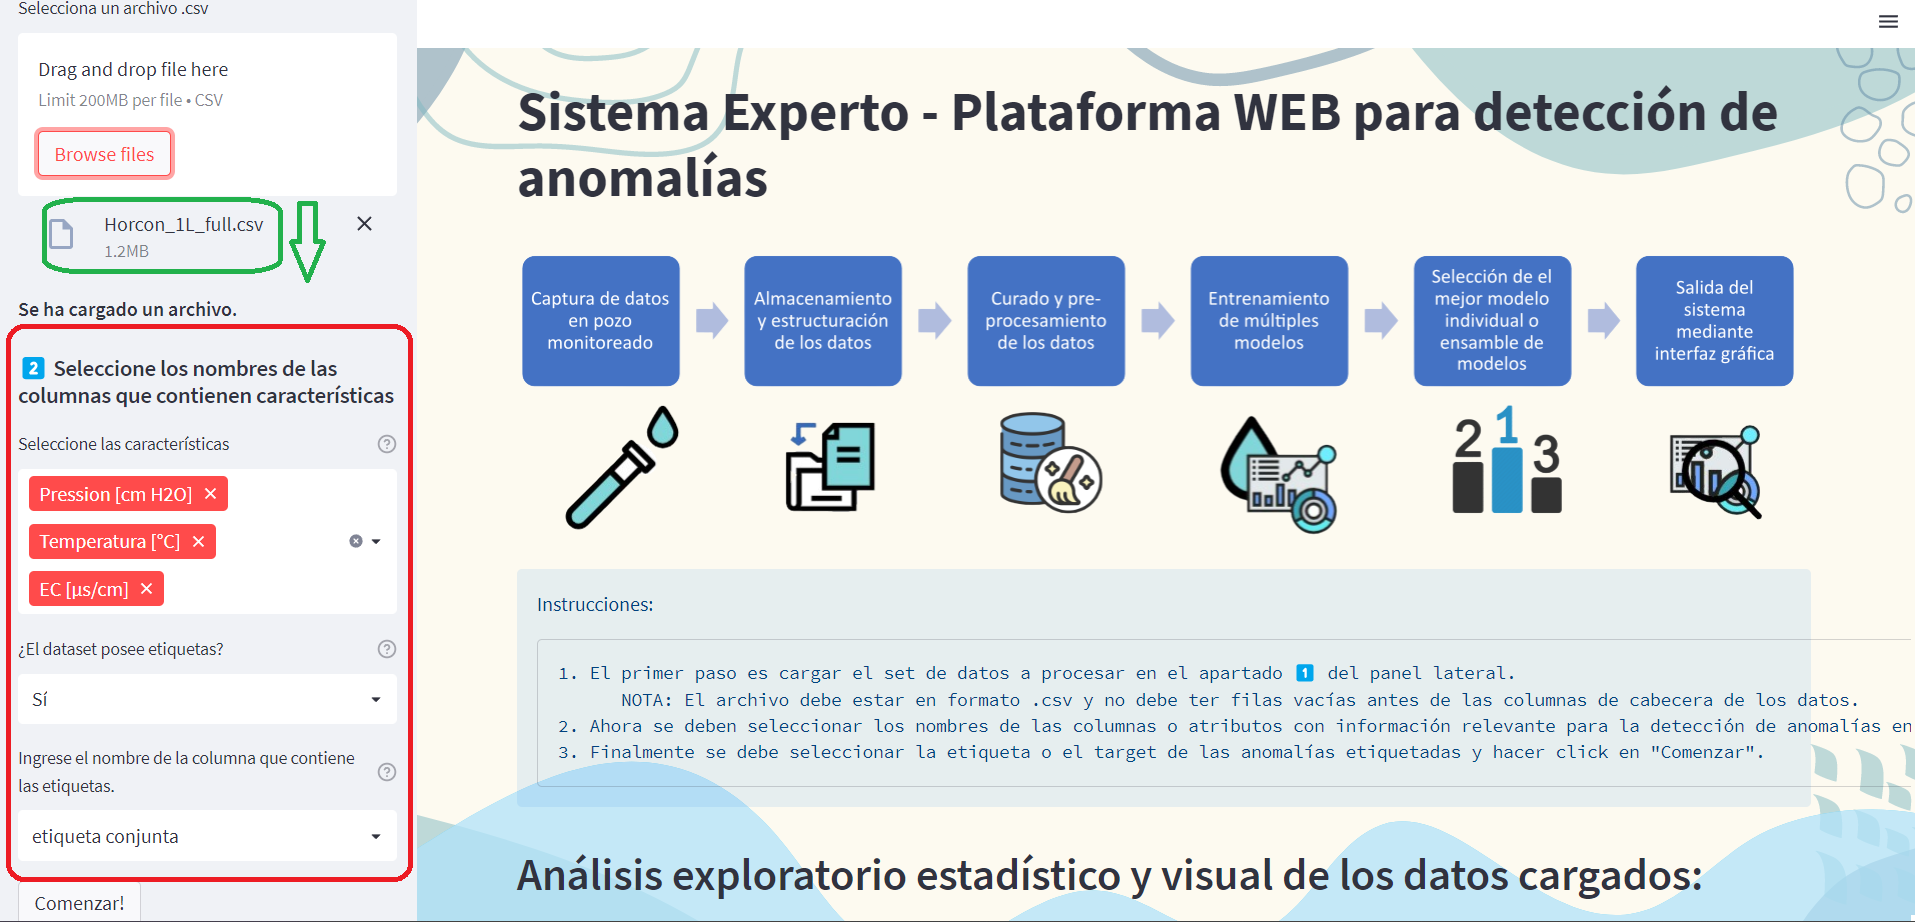 Selecciona un archivo .csv
Drag and drop file here
Limit 200MB per file • CSV
Browse files
Horcon_1L_full.csv
1.2MB
Se ha cargado un archivo.
2 Seleccione los nombres de las
columnas que contienen características
Seleccione las características
Pression [cm H2O]
Temperatura [°C]
EC [µs/cm]
¿El dataset posee etiquetas?
Sí
Ingrese el nombre de la columna que contiene
las etiquetas.
etiqueta conjunta
Comenzar!
Sistema Experto - Plataforma WEB para detección de
anomalías
Captura de datos
en pozo
monitoreado
Almacenamiento
y estructuración
de los datos
Curado y pre-
procesamiento
de los datos
Entrenamiento
de múltiples
modelos
Selección de el
mejor modelo
individual o
ensamble de
modelos
Salida del
sistema
mediante
interfaz gráfica
2 1 3
Instrucciones:
1. El primer paso es cargar el set de datos a procesar en el apartado 1 del panel lateral.
NOTA: El archivo debe estar en formato .csv y no debe ter filas vacías antes de las columnas de cabecera de los datos.
2. Ahora se deben seleccionar los nombres de las columnas o atributos con información relevante para la detección de anomalías en
3. Finalmente se debe seleccionar la etiqueta o el target de las anomalías etiquetadas y hacer click en "Comenzar".
Análisis exploratorio estadístico y visual de los datos cargados: